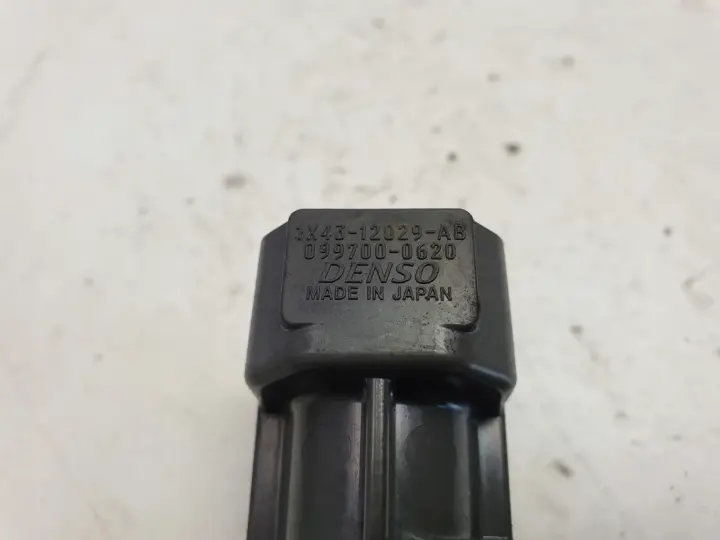 1X43-12029-AB
099700-0620
DENSO
MADE IN JAPAN